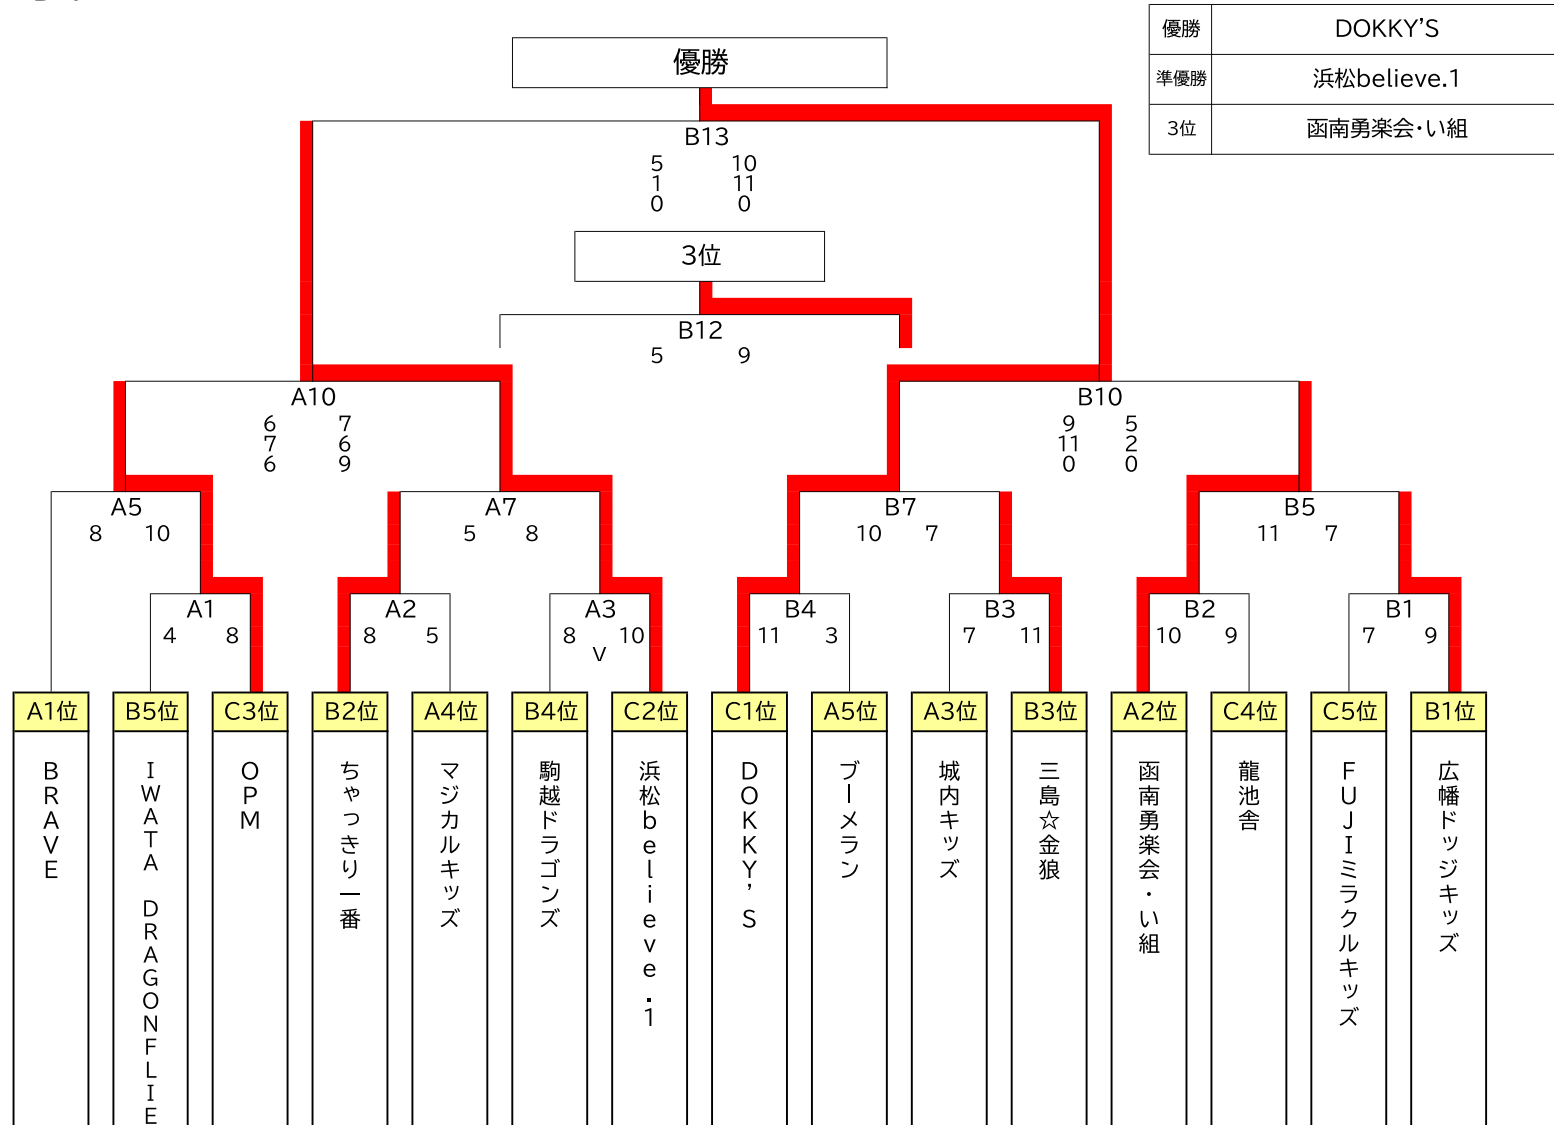 優勝 DOKKY'S
準優勝 浜松believe.1
3位 函南勇楽会・い組
優勝
B13
5 10
1 11
0 0
3位
B12
5 9
A10
6 7
7 6
6 9
B10
9 5
11 2
0 0
A5
8 10
A7
5 8
B7
10 7
B5
11 7
A1
4 8
A2
8 5
A3
8 10
V
B4
11 3
B3
7 11
B2
10 9
B1
7 9
A1位
B5位
C3位
B2位
A4位
B4位
C2位
C1位
A5位
A3位
B3位
A2位
C4位
C5位
B1位
BRAVE
IWATA DRAGONFLIE
OPM
ちゃっきり一番
マジカルキッズ
駒越ドラゴンズ
浜松believe.1
DOKKY'S
ブーメラン
城内キッズ
三島☆金狼
函南勇楽会・い組
龍池舎
FUJIミラクルキッズ
広幡ドッジキッズ